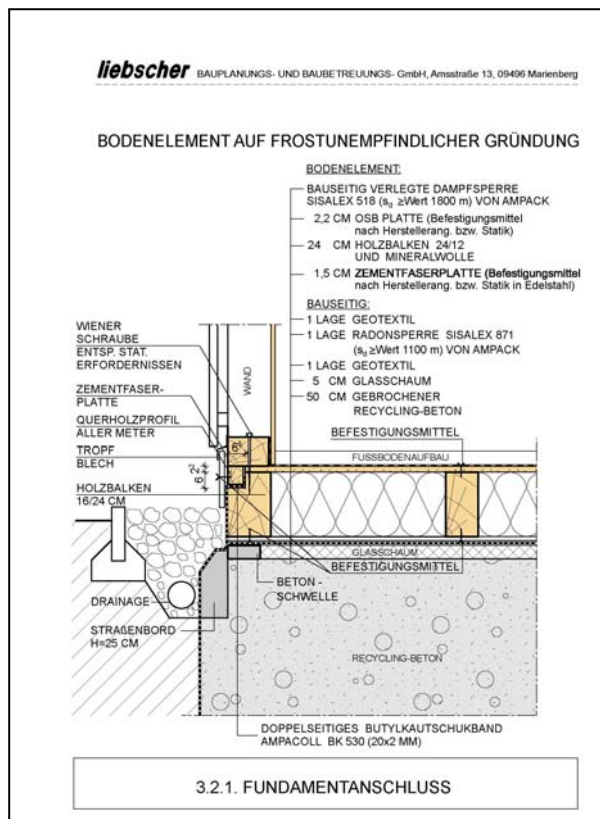 liebscher BAUPLANUNGS- UND BAUBETREUUNGS- GmbH, Amsstraße 13, 09496 Marienberg
BODENELEMENT AUF FROSTUNEMPFINDLICHER GRÜNDUNG
BODENELEMENT:
BAUSEITIG VERLEGTE DAMPFSPERRE
SISALEX 518 (sd ≥Wert 1800 m) VON AMPACK
2,2 CM OSB PLATTE (Befestigungsmittel
nach Herstellerang. bzw. Statik)
24 CM HOLZBALKEN 24/12
UND MINERALWOLLE
1,5 CM ZEMENTFASERPLATTE (Befestigungsmittel
nach Herstellerang. bzw. Statik in Edelstahl)
BAUSEITIG:
1 LAGE GEOTEXTIL
1 LAGE RADONSPERRE SISALEX 871
(sd ≥Wert 1100 m) VON AMPACK
1 LAGE GEOTEXTIL
5 CM GLASSCHAUM
50 CM GEBROCHENER
RECYCLING-BETON
WIENER
SCHRAUBE
ENTSP. STAT.
ERFORDERNISSEN
ZEMENTFASER-
PLATTE
QUERHOLZPROFIL
ALLER METER
TROPF
BLECH
HOLZBALKEN
16/24 CM
WAND
BEFESTIGUNGSMITTEL
FUSSBODENAUFBAU
GLASSCHAUM
BEFESTIGUNGSMITTEL
BETON -
SCHWELLE
DRAINAGE
STRAßENBORD
H=25 CM
RECYCLING-BETON
DOPPELSEITIGES BUTYLKAUTSCHUKBAND
AMPACOLL BK 530 (20x2 MM)
3.2.1. FUNDAMENTANSCHLUSS